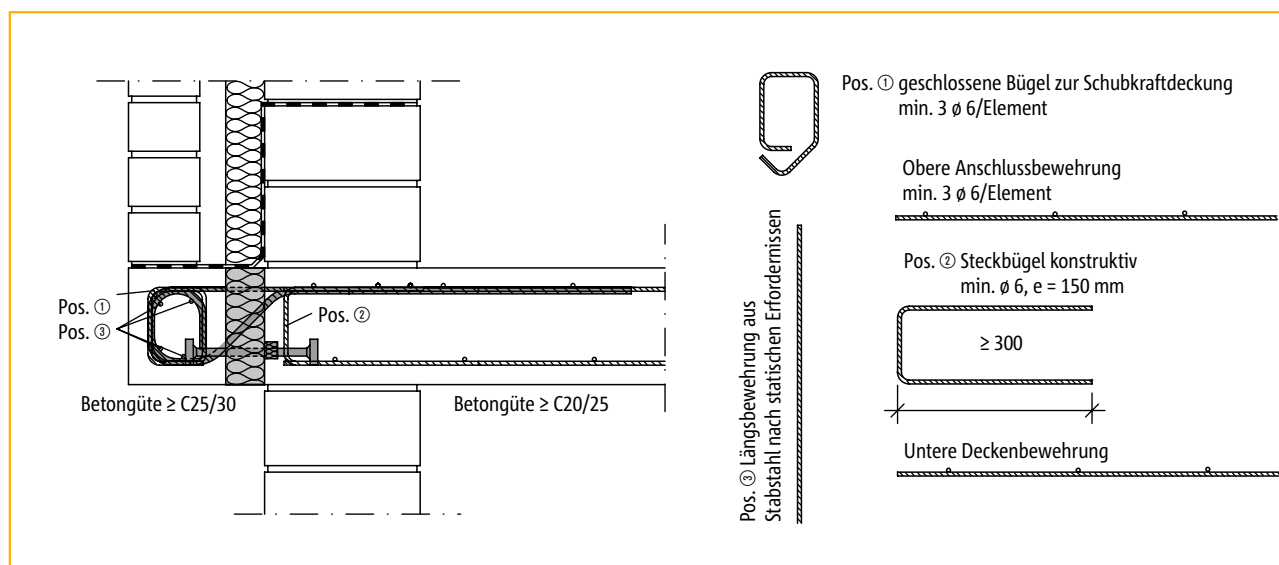 Pos. ①
Pos. ③
Pos. ②
Betongüte ≥ C25/30
Betongüte ≥ C20/25
Pos. ① geschlossene Bügel zur Schubkraftdeckung
min. 3 ø 6/Element
Obere Anschlussbewehrung
min. 3 ø 6/Element
Pos. ② Steckbügel konstruktiv
min. ø 6, e = 150 mm
≥ 300
Untere Deckenbewehrung
Pos. ③ Längsbewehrung aus
Stabstahl nach statischen Erfordernissen